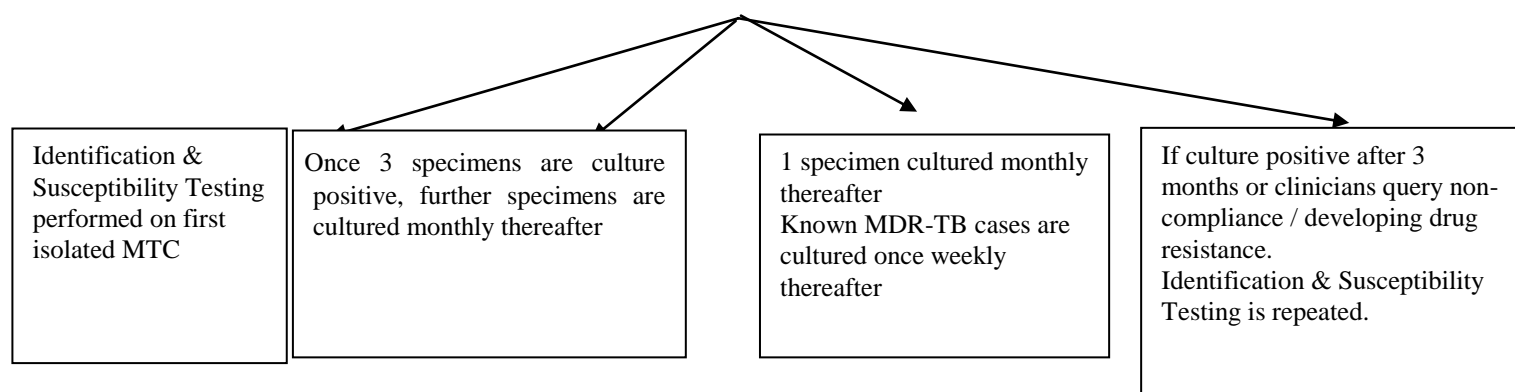 Identification &
Susceptibility Testing
performed on first
isolated MTC
Once 3 specimens are culture
positive, further specimens are
cultured monthly thereafter
1 specimen cultured monthly
thereafter
Known MDR-TB cases are
cultured once weekly
thereafter
If culture positive after 3
months or clinicians query non-
compliance / developing drug
resistance.
Identification & Susceptibility
Testing is repeated.